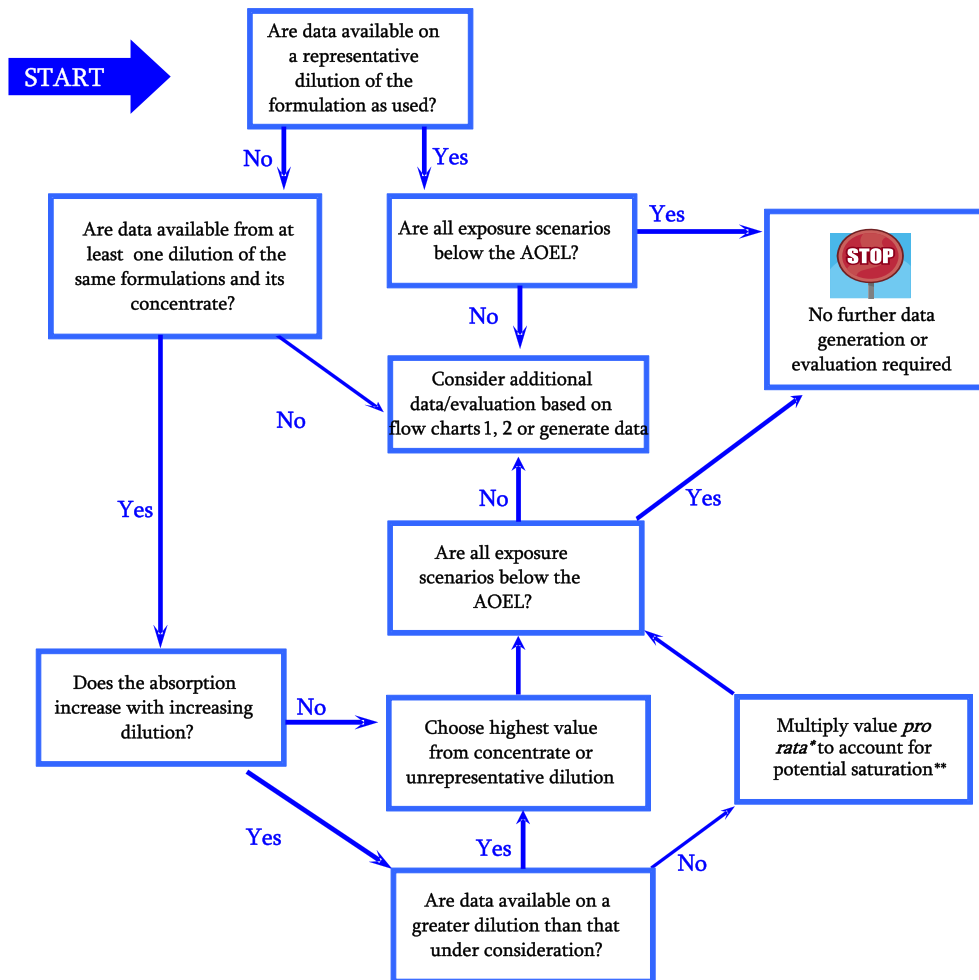 START
Are data available on
a representative
dilution of the
formulation as used?
No
Yes
Are data available from at
least one dilution of the
same formulations and its
concentrate?
Are all exposure scenarios
below the AOEL?
Yes
STOP
No further data
generation or
evaluation required
No
Consider additional
data/evaluation based on
flow charts 1, 2 or generate data
No
Yes
No
Yes
Are all exposure
scenarios below the
AOEL?
Does the absorption
increase with increasing
dilution?
No
Choose highest value
from concentrate or
unrepresentative dilution
Multiply value pro
rata* to account for
potential saturation**
Yes
Yes
No
Are data available on a
greater dilution than that
under consideration?